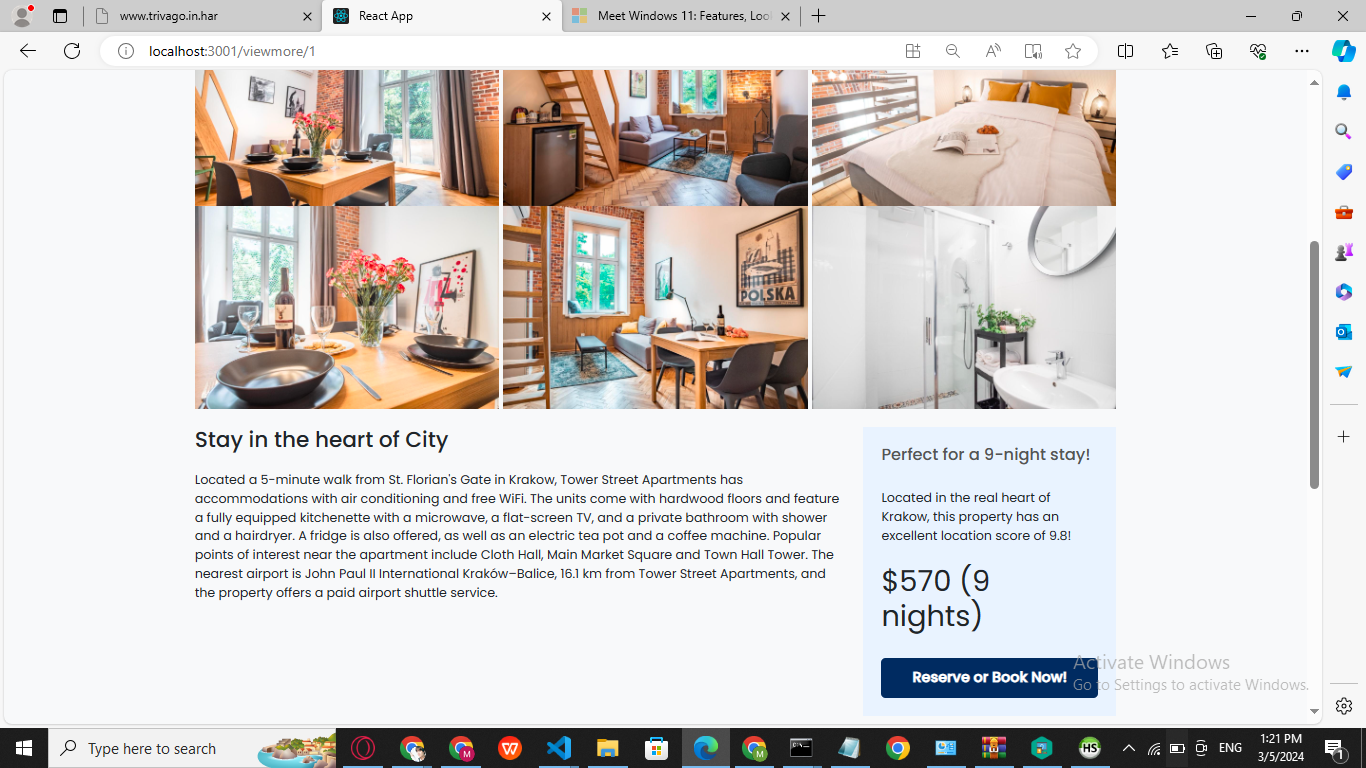 www.trivago.in.har
React App
Meet Windows 11: Features, Loo
localhost:3001/viewmore/1
POLSKA
Stay in the heart of City
Located a 5-minute walk from St. Florian's Gate in Krakow, Tower Street Apartments has
accommodations with air conditioning and free WiFi. The units come with hardwood floors and feature
a fully equipped kitchenette with a microwave, a flat-screen TV, and a private bathroom with shower
and a hairdryer. A fridge is also offered, as well as an electric tea pot and a coffee machine. Popular
points of interest near the apartment include Cloth Hall, Main Market Square and Town Hall Tower. The
nearest airport is John Paul II International Kraków–Balice, 16.1 km from Tower Street Apartments, and
the property offers a paid airport shuttle service.
Perfect for a 9-night stay!
Located in the real heart of
Krakow, this property has an
excellent location score of 9.8!
$570 (9
nights)
Reserve or Book Now!
Activate Windows
Go to Settings to activate Windows.
Type here to search
M
M
HS
ENG
1:21 PM
3/5/2024
1